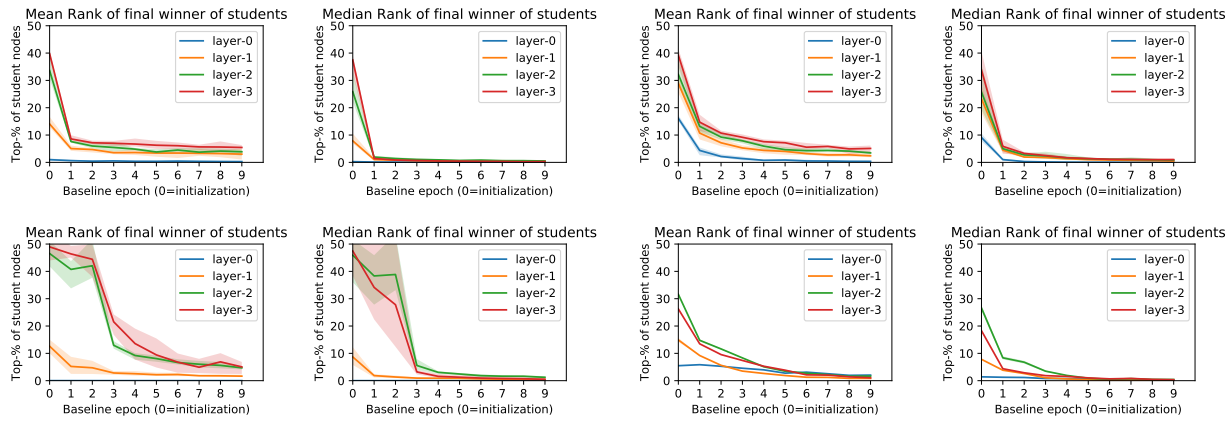 Mean Rank of final winner of students
Top-% of student nodes
50
40
30
20
10
0
layer-0
layer-1
layer-2
layer-3
0 1 2 3 4 5 6 7 8 9
Baseline epoch (0=initialization)
Median Rank of final winner of students
Top-% of student nodes
50
40
30
20
10
0
layer-0
layer-1
layer-2
layer-3
0 1 2 3 4 5 6 7 8 9
Baseline epoch (0=initialization)
Mean Rank of final winner of students
Top-% of student nodes
50
40
30
20
10
0
layer-0
layer-1
layer-2
layer-3
0 1 2 3 4 5 6 7 8 9
Baseline epoch (0=initialization)
Median Rank of final winner of students
Top-% of student nodes
50
40
30
20
10
0
layer-0
layer-1
layer-2
layer-3
0 1 2 3 4 5 6 7 8 9
Baseline epoch (0=initialization)
Mean Rank of final winner of students
Top-% of student nodes
50
40
30
20
10
0
layer-0
layer-1
layer-2
layer-3
0 1 2 3 4 5 6 7 8 9
Baseline epoch (0=initialization)
Median Rank of final winner of students
Top-% of student nodes
50
40
30
20
10
0
layer-0
layer-1
layer-2
layer-3
0 1 2 3 4 5 6 7 8 9
Baseline epoch (0=initialization)
Mean Rank of final winner of students
Top-% of student nodes
50
40
30
20
10
0
layer-0
layer-1
layer-2
layer-3
0 1 2 3 4 5 6 7 8 9
Baseline epoch (0=initialization)
Median Rank of final winner of students
Top-% of student nodes
50
40
30
20
10
0
layer-0
layer-1
layer-2
layer-3
0 1 2 3 4 5 6 7 8 9
Baseline epoch (0=initialization)